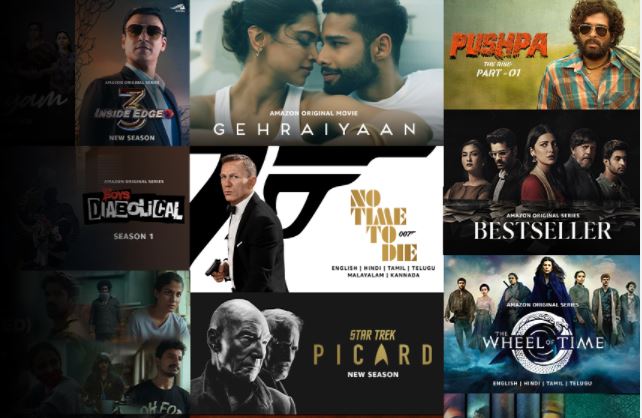 AMAZON ORIGINAL SERIES
3
INSIDE EDGE
NEW SEASON
AMAZON ORIGINAL MOVIE
GEHRAIYAAN
PUSHPA
THE RISE
PART -01
AMAZON ORIGINAL SERIES
THE BOYS
DIABOLICAL
SEASON 1
NO
TIME
TO 007
DIE
ENGLISH | HINDI | TAMIL | TELUGU
MALAYALAM | KANNADA
AMAZON ORIGINAL SERIES
BESTSELLER
STAR TREK
PICARD
NEW SEASON
AMAZON ORIGINAL SERIES
THE
WHEEL OF TIME
ENGLISH | HINDI | TAMIL | TELUGU